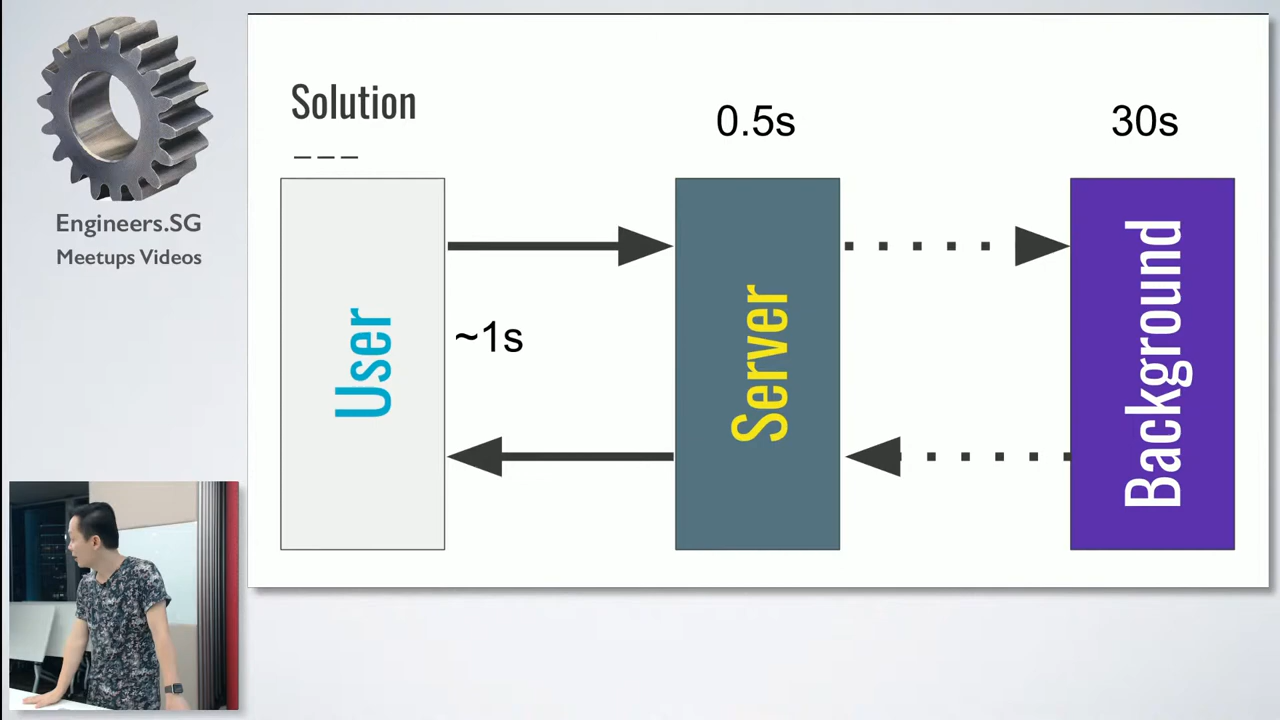 Engineers.SG
Meetups Videos
Solution
0.5s
30s
User
~1s
Server
Background